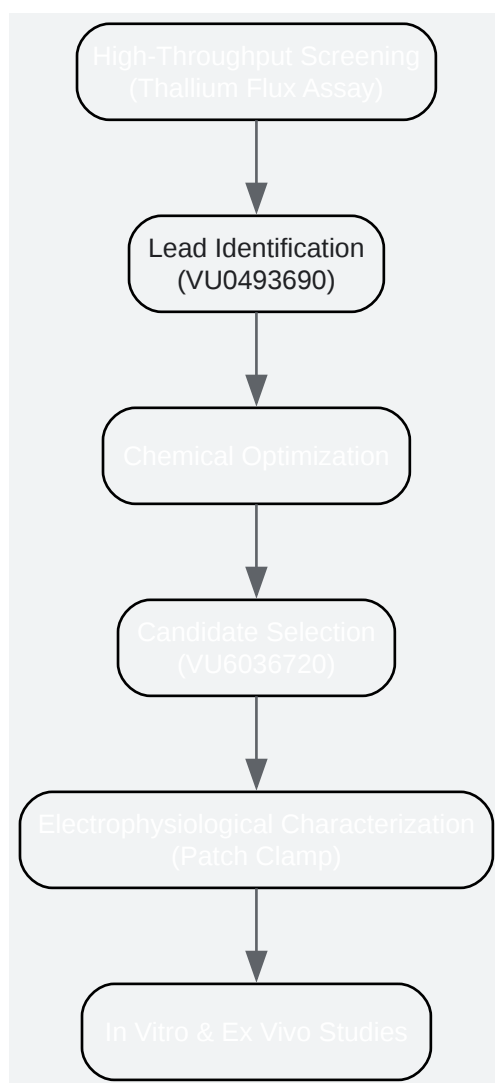 High-Throughput Screening
(Thallium Flux Assay)
Lead Identification
(VU0493690)
Chemical Optimization
Candidate Selection
(VU6036720)
Electrophysiological Characterization
(Patch Clamp)
In Vitro & Ex Vivo Studies